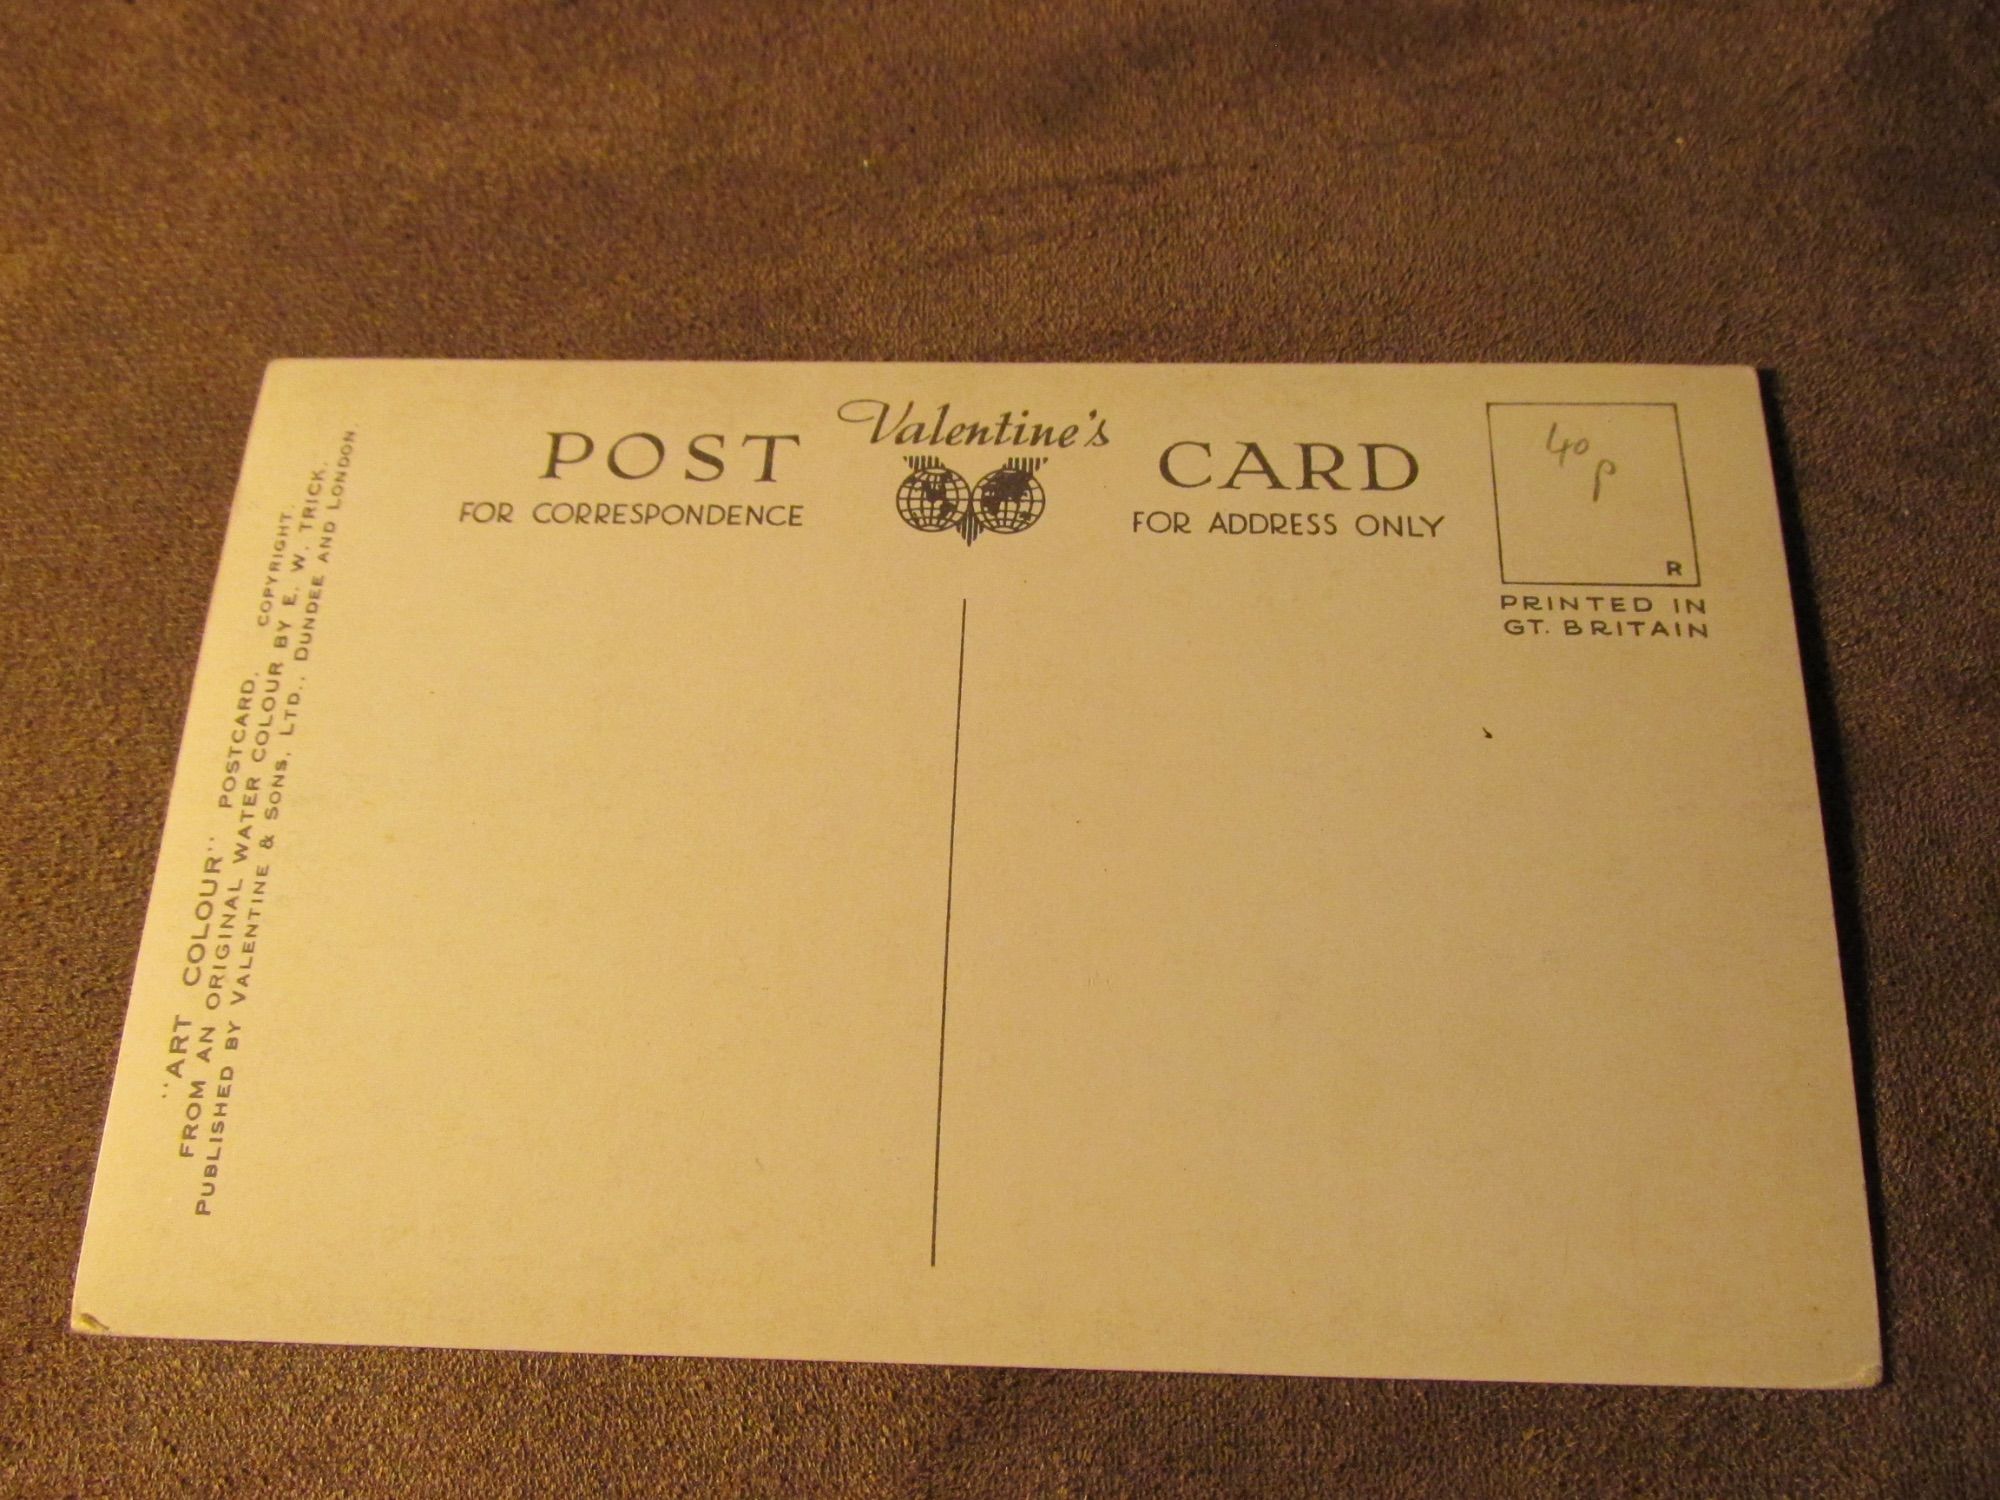 Valentine's
POST CARD
FOR CORRESPONDENCE
FOR ADDRESS ONLY
40
p
R
PRINTED IN
GT. BRITAIN
"ART COLOUR" POSTCARD. COPYRIGHT.
FROM AN ORIGINAL WATER COLOUR BY E. W. TRICK.
PUBLISHED BY VALENTINE & SONS, LTD., DUNDEE AND LONDON.